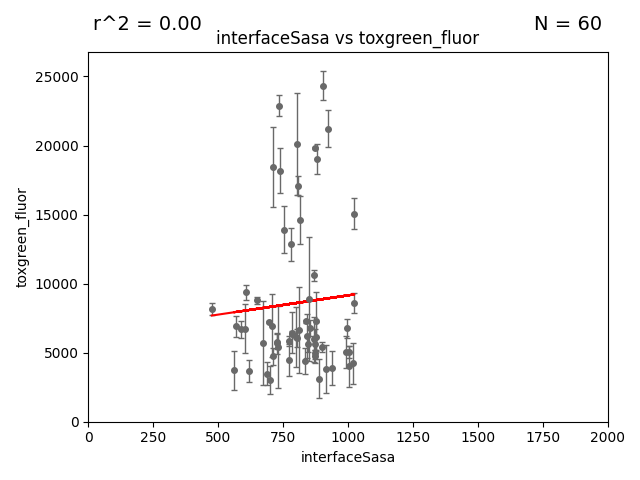 r^2 = 0.00
N = 60
interfaceSasa vs toxgreen_fluor
toxgreen_fluor
25000
20000
15000
10000
5000
0
0 250 500 750 1000 1250 1500 1750 2000
interfaceSasa